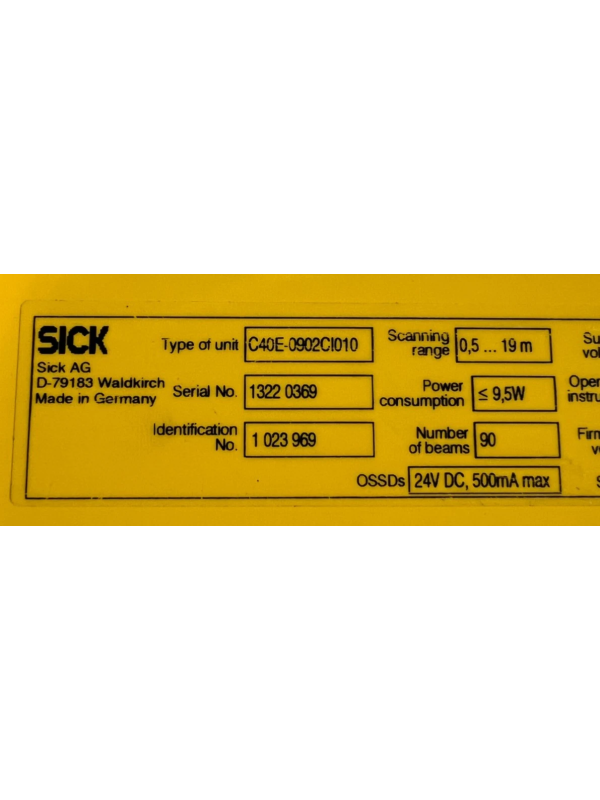 SICK
Sick AG
D-79183 Waldkirch
Made in Germany
Type of unit C40E-0902CI010
Serial No. 1322 0369
Identification
No. 1 023 969
Scanning
range 0,5 ... 19 m
Power
consumption ≤ 9,5W
Number
of beams 90
OSSDs 24V DC, 500mA max